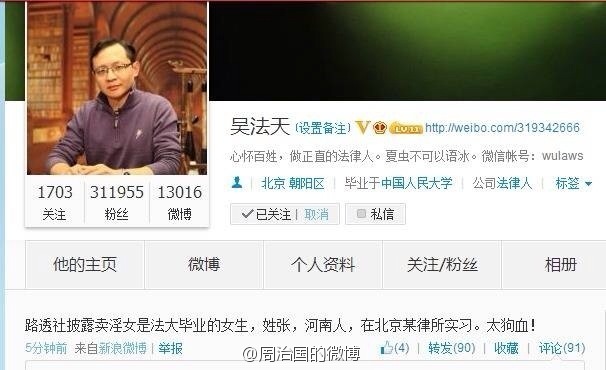 吴法天 (设置备注) V LV11 http://weibo.com/319342666
心怀百姓，做正直的法律人。夏虫不可以语冰。微信帐号：wulaws
北京 朝阳区 | 毕业于中国人民大学 | 公司法律人 | 标签
1703 311955 13016
关注 粉丝 微博
已关注 | 取消 私信
他的主页 微博 个人资料 关注/粉丝 相册
路透社披露卖淫女是法大毕业的女生，姓张，河南人，在北京某律所实习。太狗血！
5分钟前 来自新浪微博 | 举报 (4) | 转发(90) | 收藏 | 评论(91)
@周治国的微博